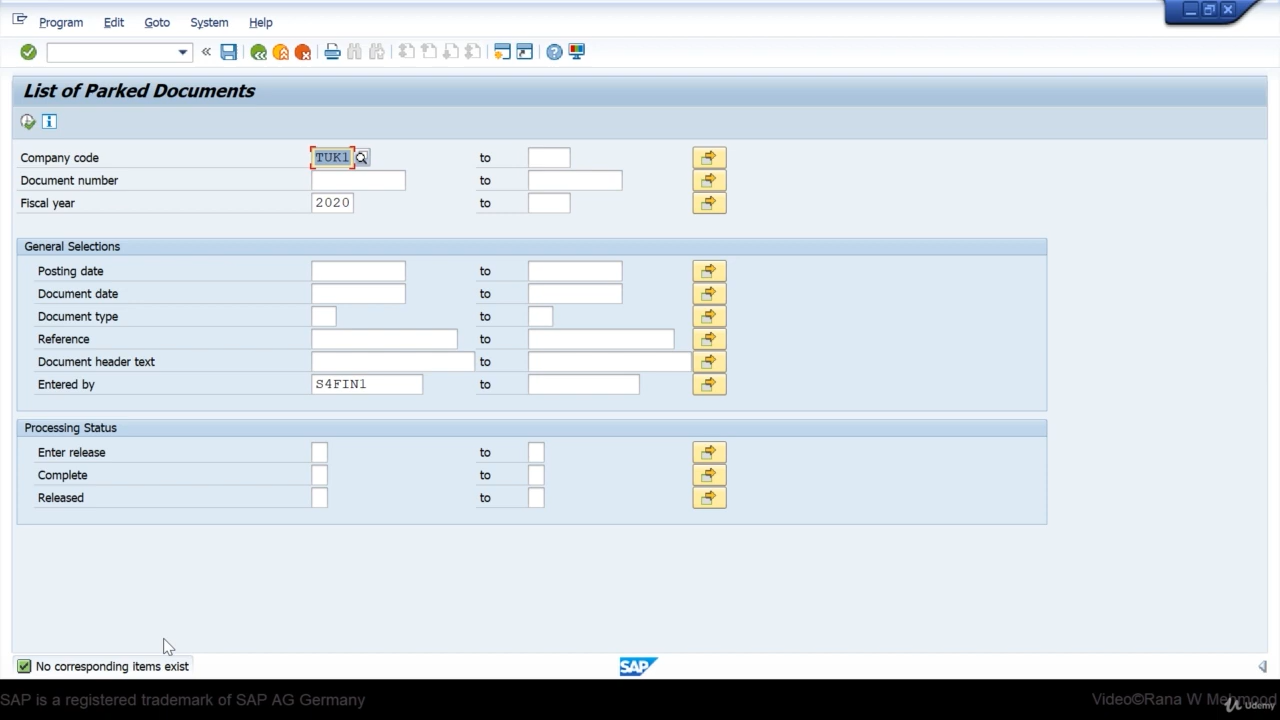 Program Edit Goto System Help
List of Parked Documents
Company code TUK1 to
Document number to
Fiscal year 2020 to
General Selections
Posting date to
Document date to
Document type to
Reference to
Document header text to
Entered by S4FIN1 to
Processing Status
Enter release to
Complete to
Released to
No corresponding items exist
SAP
SAP is a registered trademark of SAP AG Germany
Video©Rana W Mehmood
Udemy